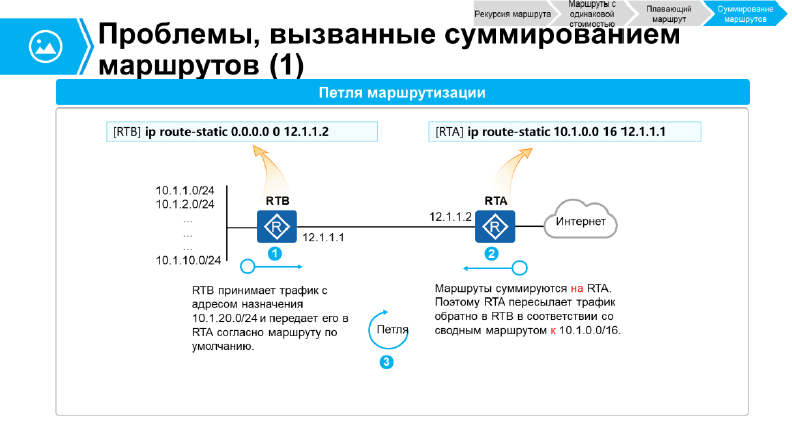 Рекурсия маршрута
Маршруты с
одинаковой
стоимостью
Плавающий
маршрут
Суммирование
маршрутов
Проблемы, вызванные суммированием
маршрутов (1)
Петля маршрутизации
[RTB] ip route-static 0.0.0.0 0 12.1.1.2
[RTA] ip route-static 10.1.0.0 16 12.1.1.1
10.1.1.0/24
10.1.2.0/24
...
...
...
10.1.10.0/24
RTB
R
12.1.1.1
RTA
12.1.1.2
R
Интернет
1
2
RTB принимает трафик с
адресом назначения
10.1.20.0/24 и передает его в
RTA согласно маршруту по
умолчанию.
Маршруты суммируются на RTA.
Поэтому RTA пересылает трафик
обратно в RTB в соответствии со
сводным маршрутом к 10.1.0.0/16.
Петля
3